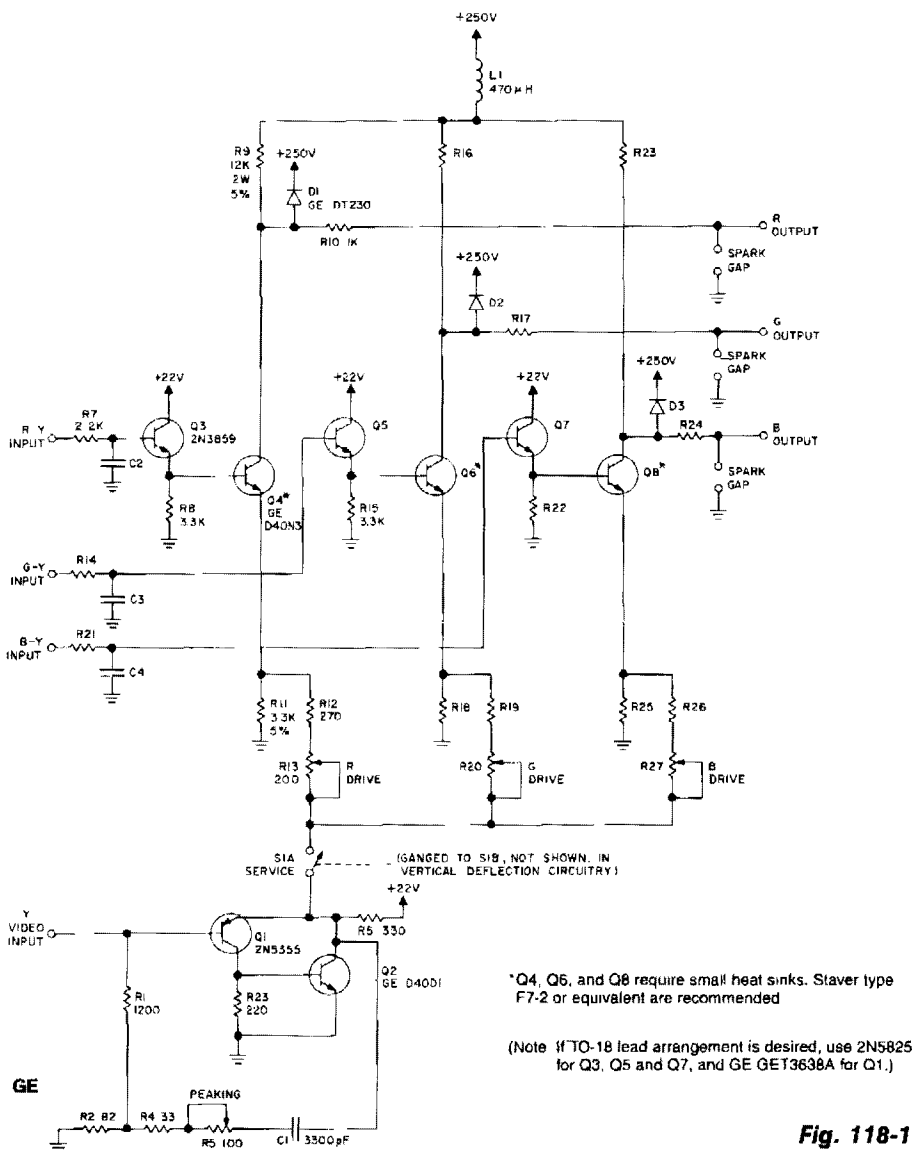 +250V
L1
470µH
R9
12K
2W
5%
+250V
D1
GE DT230
R16
R23
R10 1K
R
OUTPUT
SPARK
GAP
+250V
D2
R17
G
OUTPUT
SPARK
GAP
+22V
+22V
+22V
+250V
D3
R-Y
INPUT
R7
2.2K
C2
Q3
2N3859
Q5
Q7
R24
B
OUTPUT
SPARK
GAP
R8
3.3K
Q4*
GE
D40N3
R15
3.3K
Q6*
R22
Q8*
G-Y
INPUT
R14
C3
B-Y
INPUT
R21
C4
R11
3.3K
5%
R12
270
R18
R19
R25
R26
R13
200
R
DRIVE
R20
G
DRIVE
R27
B
DRIVE
S1A
SERVICE
(GANGED TO S1B, NOT SHOWN. IN
VERTICAL DEFLECTION CIRCUITRY)
+22V
R5 330
Y
VIDEO
INPUT
Q1
2N5355
Q2
GE D40D1
R1
1200
R23
220
*Q4, Q6, and Q8 require small heat sinks. Staver type
F7-2 or equivalent are recommended
(Note If TO-18 lead arrangement is desired, use 2N5825
for Q3, Q5 and Q7, and GE GET3638A for Q1.)
GE
PEAKING
R2 82
R4 33
R5 100
C1 3300pF
Fig. 118-1